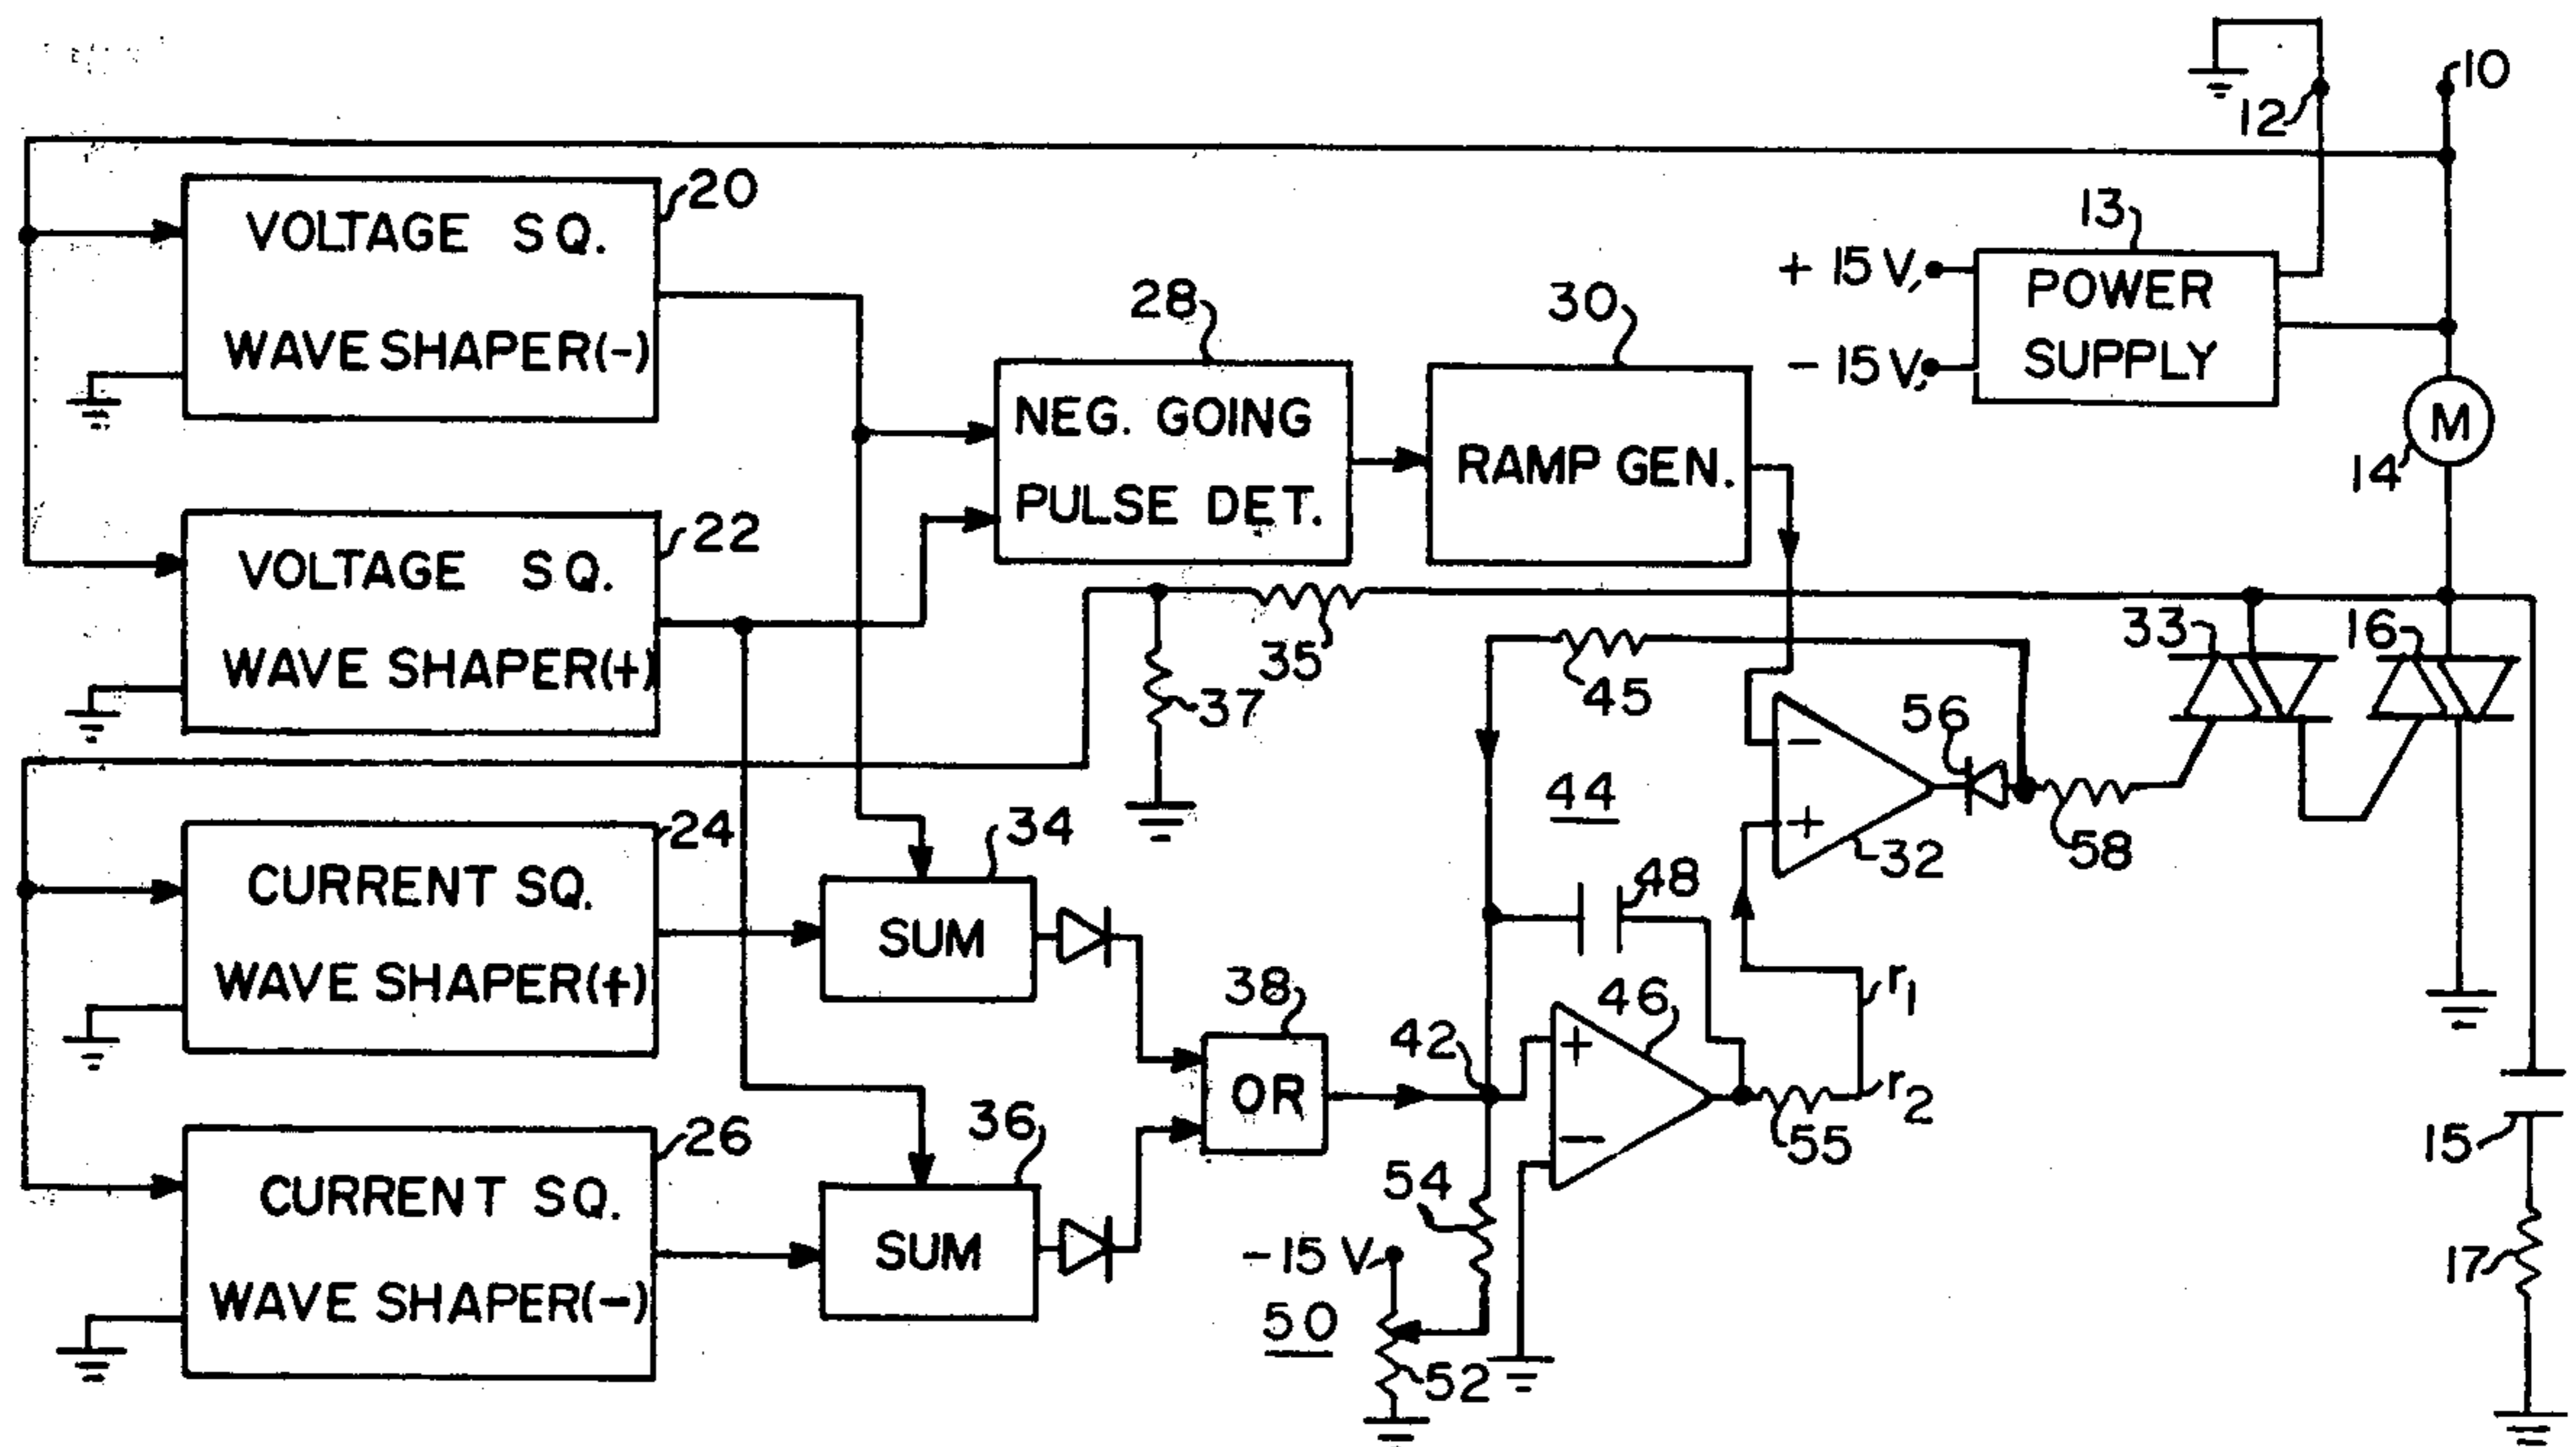 10
12
20
VOLTAGE SQ.
WAVE SHAPER(-)
13
+ 15 V.
- 15 V.
POWER
SUPPLY
28
NEG. GOING
PULSE DET.
30
RAMP GEN.
M
14
22
VOLTAGE SQ.
WAVE SHAPER(+)
35
37
45
33
16
56
44
32
58
24
CURRENT SQ.
WAVE SHAPER(+)
34
SUM
48
38
OR
42
46
r1
r2
55
15
26
CURRENT SQ.
WAVE SHAPER(-)
36
SUM
54
-15 V.
50
52
17